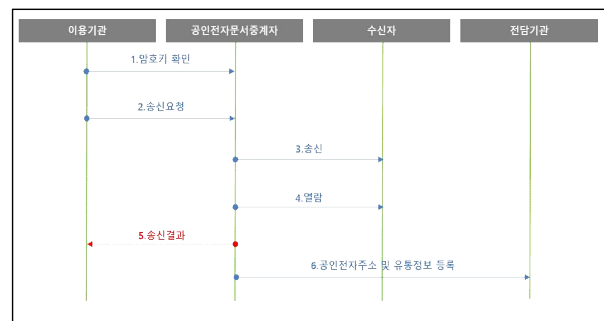 이용기관
공인전자문서중계자
수신자
전담기관
1.암호키 확인
2.송신요청
3.송신
4.열람
5.송신결과
6.공인전자주소 및 유통정보 등록